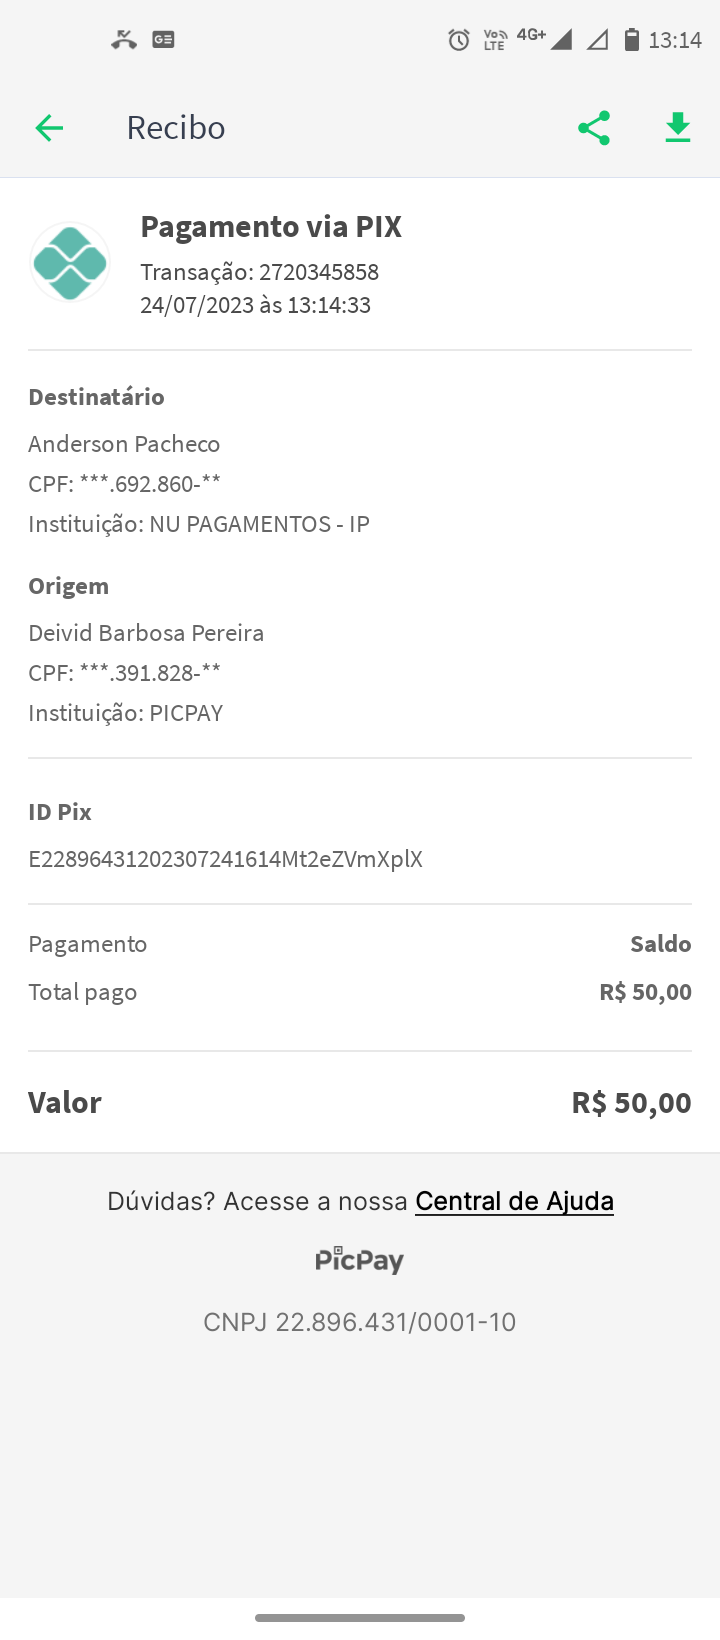 Vo LTE 4G+ 13:14
Recibo
Pagamento via PIX
Transação: 2720345858
24/07/2023 às 13:14:33
Destinatário
Anderson Pacheco
CPF: ***.692.860-**
Instituição: NU PAGAMENTOS - IP
Origem
Deivid Barbosa Pereira
CPF: ***.391.828-**
Instituição: PICPAY
ID Pix
E22896431202307241614Mt2eZVmXplX
Pagamento Saldo
Total pago R$ 50,00
Valor R$ 50,00
Dúvidas? Acesse a nossa Central de Ajuda
PicPay
CNPJ 22.896.431/0001-10